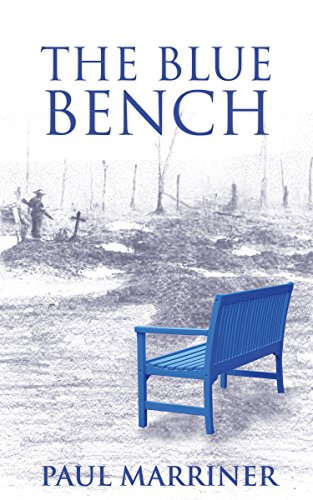 THE BLUE
BENCH
PAUL MARRINER